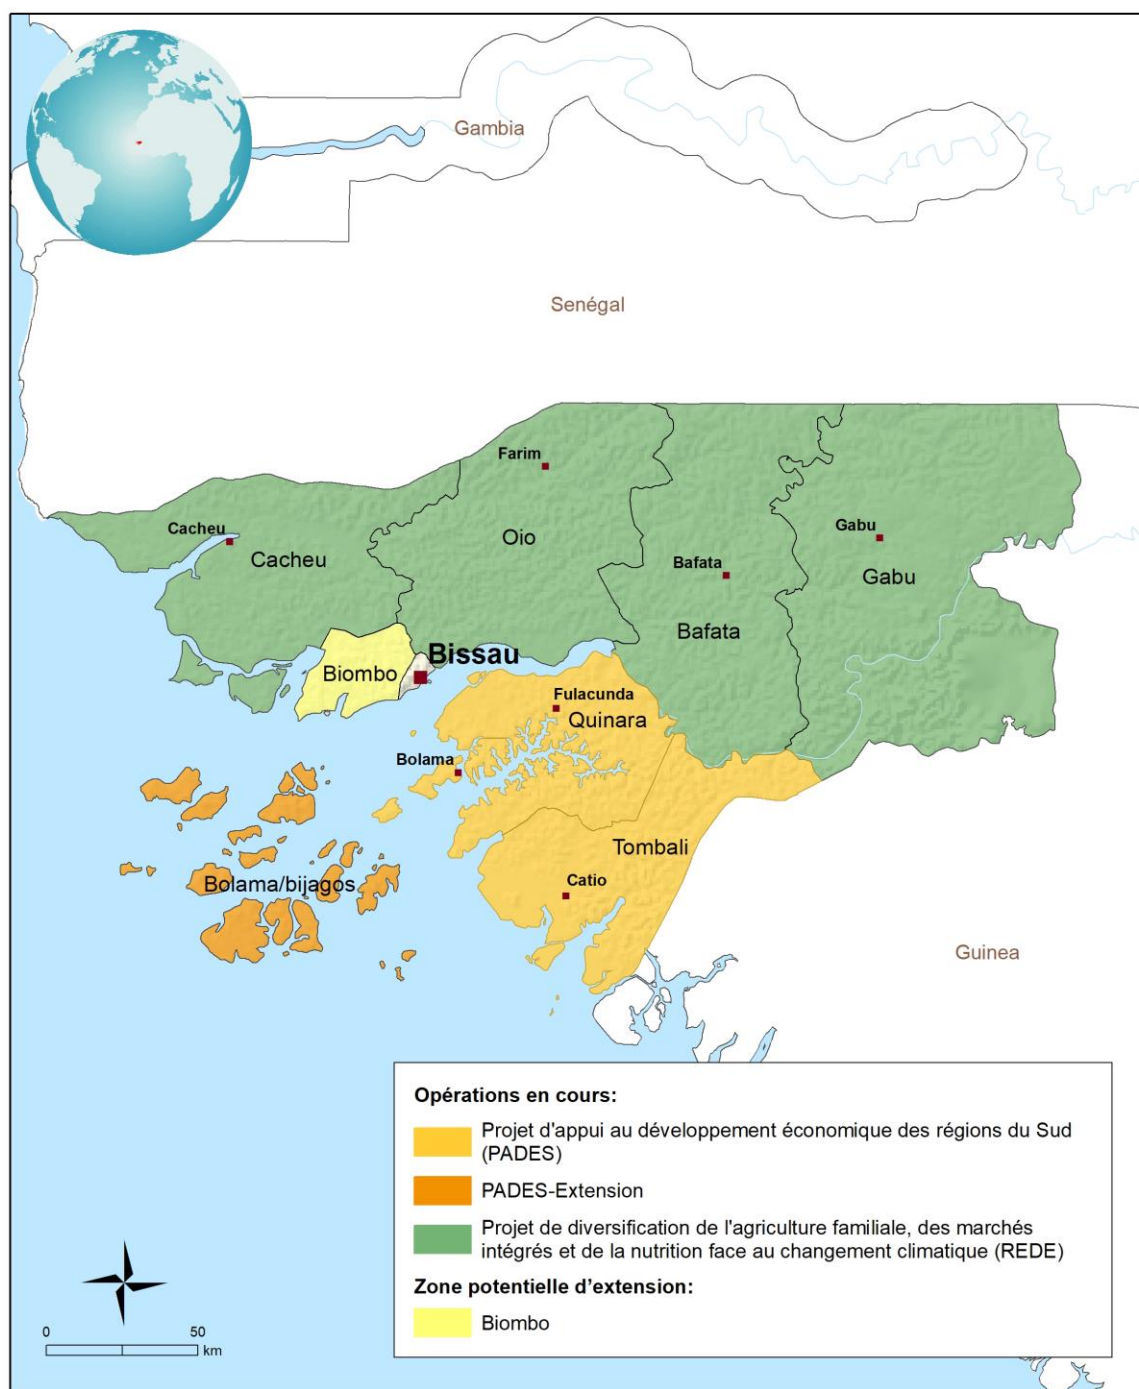 Gambia
Senégal
Farim
Cacheu
Oio
Gabu
Cacheu
Bafata
Gabu
Bafata
Bissau
Biombo
Fulacunda
Quinara
Bolama
Tombali
Bolama/bijagos
Catio
Guinea
Opérations en cours:
Projet d'appui au développement économique des régions du Sud
(PADES)
PADES-Extension
Projet de diversification de l'agriculture familiale, des marchés
intégrés et de la nutrition face au changement climatique (REDE)
Zone potentielle d’extension:
Biombo
0 50
km